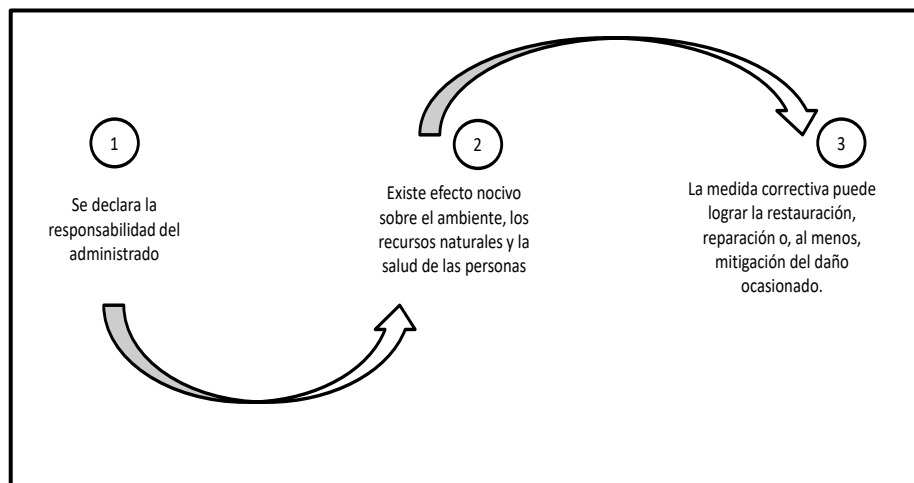 1
Se declara la
responsabilidad del
administrado
2
Existe efecto nocivo
sobre el ambiente, los
recursos naturales y la
salud de las personas
3
La medida correctiva puede
lograr la restauración,
reparación o, al menos,
mitigación del daño
ocasionado.